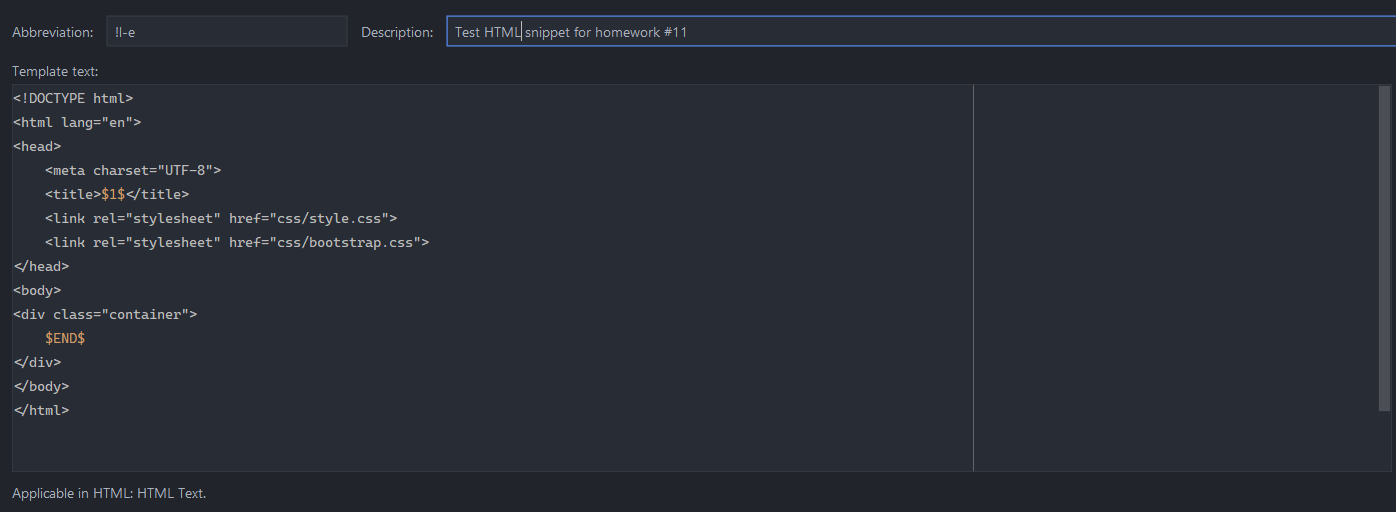 Abbreviation: !l-e Description: Test HTML snippet for homework #11
Template text:
<!DOCTYPE html>
<html lang="en">
<head>
    <meta charset="UTF-8">
    <title>$1$</title>
    <link rel="stylesheet" href="css/style.css">
    <link rel="stylesheet" href="css/bootstrap.css">
</head>
<body>
<div class="container">
    $END$
</div>
</body>
</html>
Applicable in HTML: HTML Text.